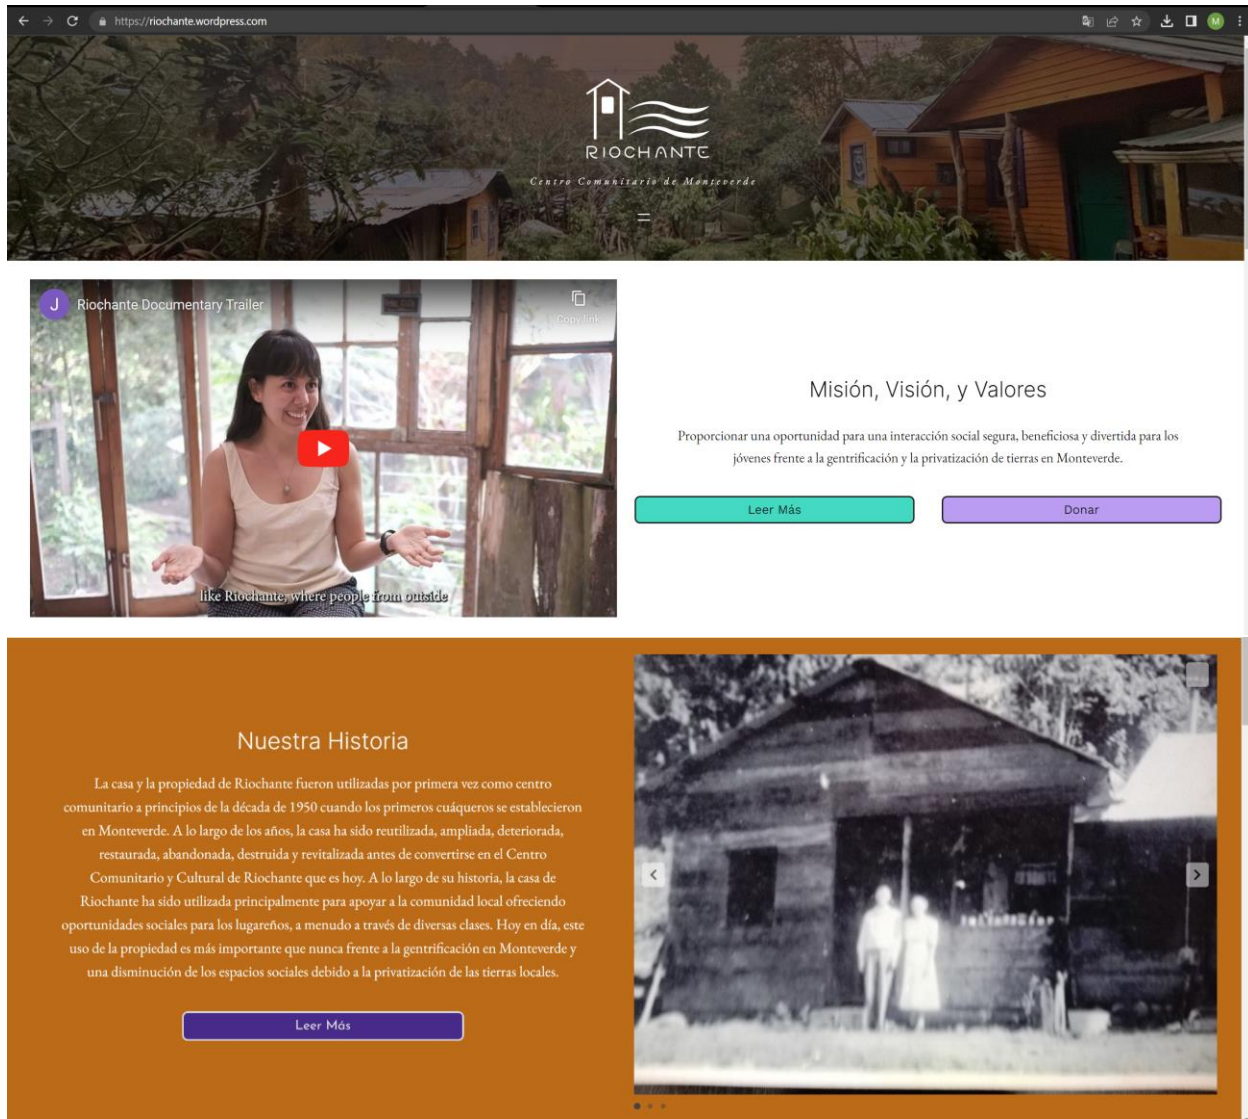 https://riochante.wordpress.com
M
RIOCHANTE
Centro Comunitario de Monteverde
J
Riochante Documentary Trailer
Copy link
like Riochante, where people from outside
Misión, Visión, y Valores
Proporcionar una oportunidad para una interacción social segura, beneficiosa y divertida para los
jóvenes frente a la gentrificación y la privatización de tierras en Monteverde.
Leer Más
Donar
Nuestra Historia
La casa y la propiedad de Riochante fueron utilizadas por primera vez como centro
comunitario a principios de la década de 1950 cuando los primeros cuáqueros se establecieron
en Monteverde. A lo largo de los años, la casa ha sido reutilizada, ampliada, deteriorada,
restaurada, abandonada, destruida y revitalizada antes de convertirse en el Centro
Comunitario y Cultural de Riochante que es hoy. A lo largo de su historia, la casa de
Riochante ha sido utilizada principalmente para apoyar a la comunidad local ofreciendo
oportunidades sociales para los lugareños, a menudo a través de diversas clases. Hoy en día, este
uso de la propiedad es más importante que nunca frente a la gentrificación en Monteverde y
una disminución de los espacios sociales debido a la privatización de las tierras locales.
Leer Más